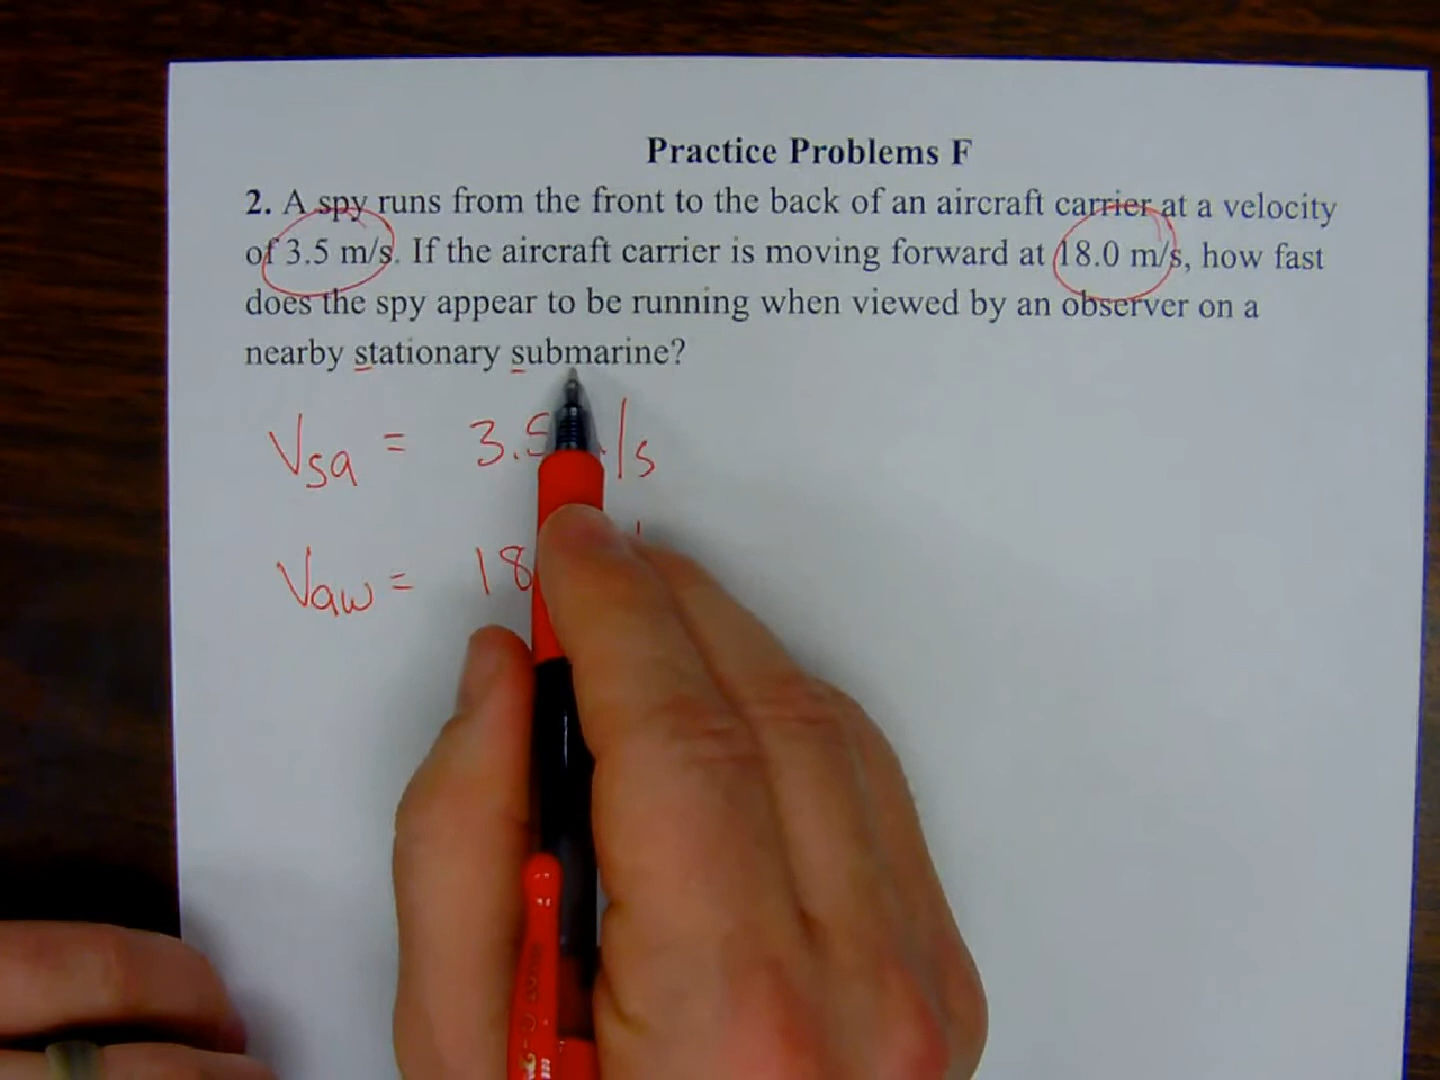 Practice Problems F
2. A spy runs from the front to the back of an aircraft carrier at a velocity
of 3.5 m/s. If the aircraft carrier is moving forward at 18.0 m/s, how fast
does the spy appear to be running when viewed by an observer on a
nearby stationary submarine?
Vsa = 3.5 /s
Vaw = 18